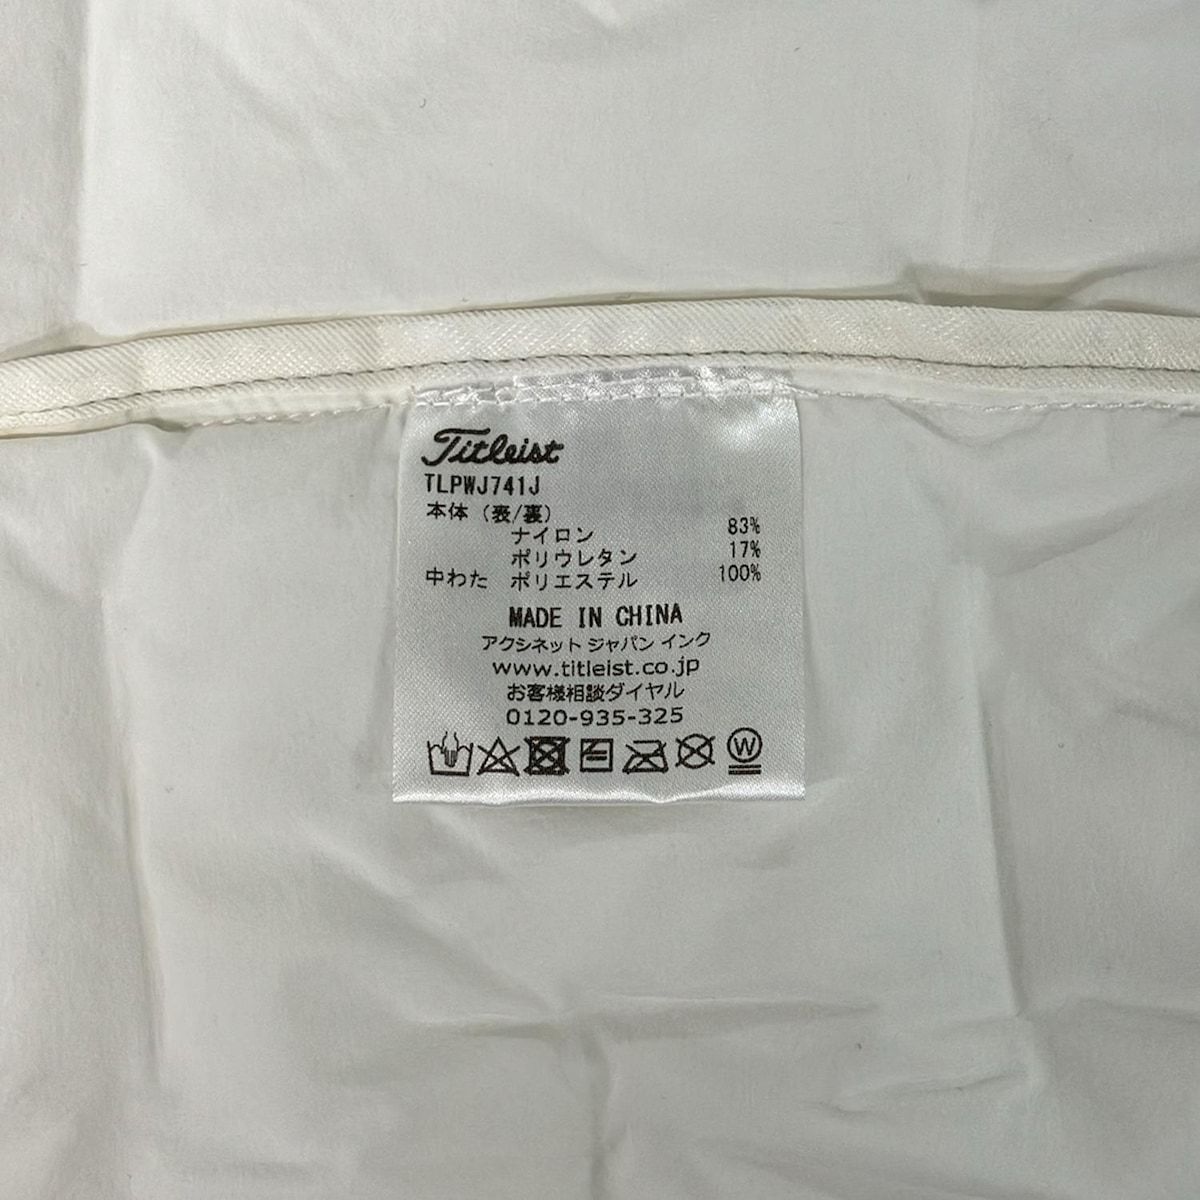 Titleist
TLPWJ741J
本体 (表/裏)
ナイロン 83%
ポリウレタン 17%
中わた ポリエステル 100%
MADE IN CHINA
アクシネット ジャパン インク
www.titleist.co.jp
お客様相談ダイヤル
0120-935-325
W